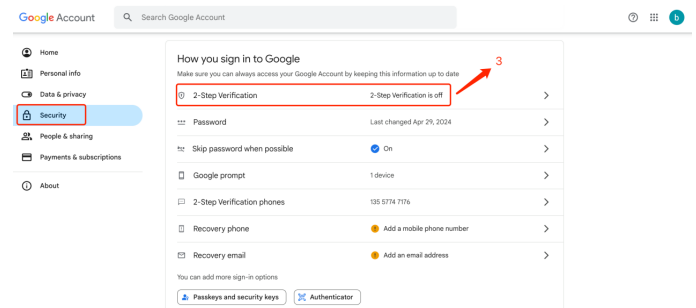 Google Account
Search Google Account
b
Home
Personal info
Data & privacy
Security
People & sharing
Payments & subscriptions
About
How you sign in to Google
Make sure you can always access your Google Account by keeping this information up to date
3
2-Step Verification 2-Step Verification is off
Password Last changed Apr 29, 2024
Skip password when possible On
Google prompt 1 device
2-Step Verification phones 135 5774 7176
Recovery phone Add a mobile phone number
Recovery email Add an email address
You can add more sign-in options
Passkeys and security keys Authenticator